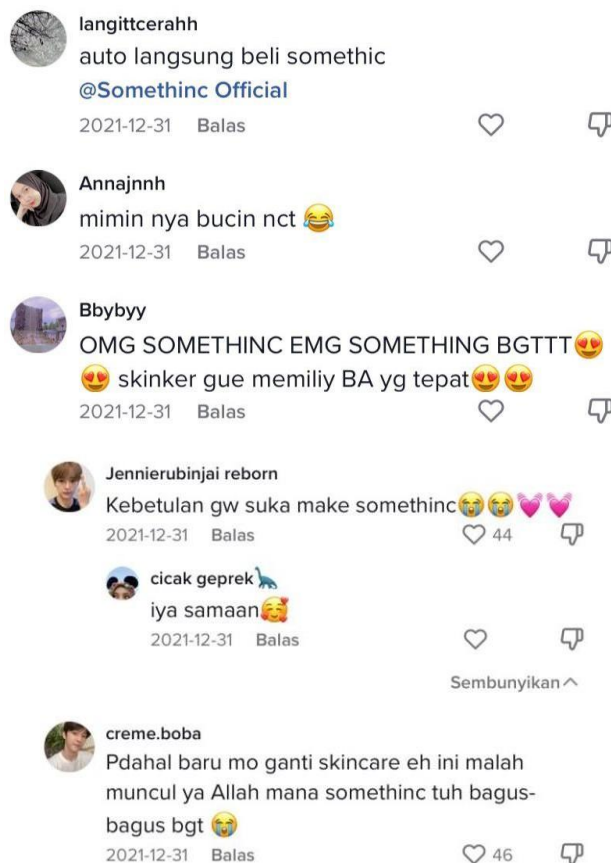 langittcerahh
auto langsung beli somethic
@Somethinc Official
2021-12-31 Balas
Annajnnh
mimin nya bucin nct 😂
2021-12-31 Balas
Bbybyy
OMG SOMETHINC EMG SOMETHING BGTTT😍
😍 skinker gue memiliy BA yg tepat😍😍
2021-12-31 Balas
Jennierubinjai reborn
Kebetulan gw suka make somethinc😭😭💓💓
2021-12-31 Balas 44
cicak geprek🦕
iya samaan🥰
2021-12-31 Balas
Sembunyikan
creme.boba
Pdahal baru mo ganti skincare eh ini malah
muncul ya Allah mana somethinc tuh bagus-
bagus bgt 😭
2021-12-31 Balas 46